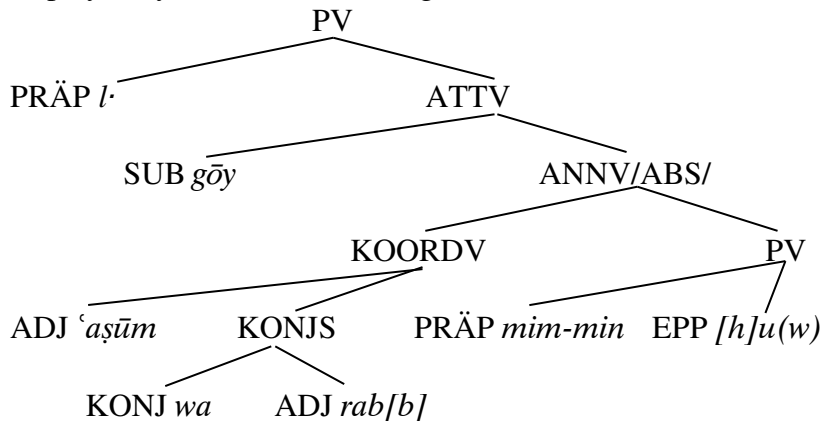 PV
PRÄP l·
ATTV
SUB gōy
ANNV/ABS/
KOORDV
PV
ADJ ʿaṣūm
KONJS
PRÄP mim-min
EPP [h]u(w)
KONJ wa
ADJ rab[b]